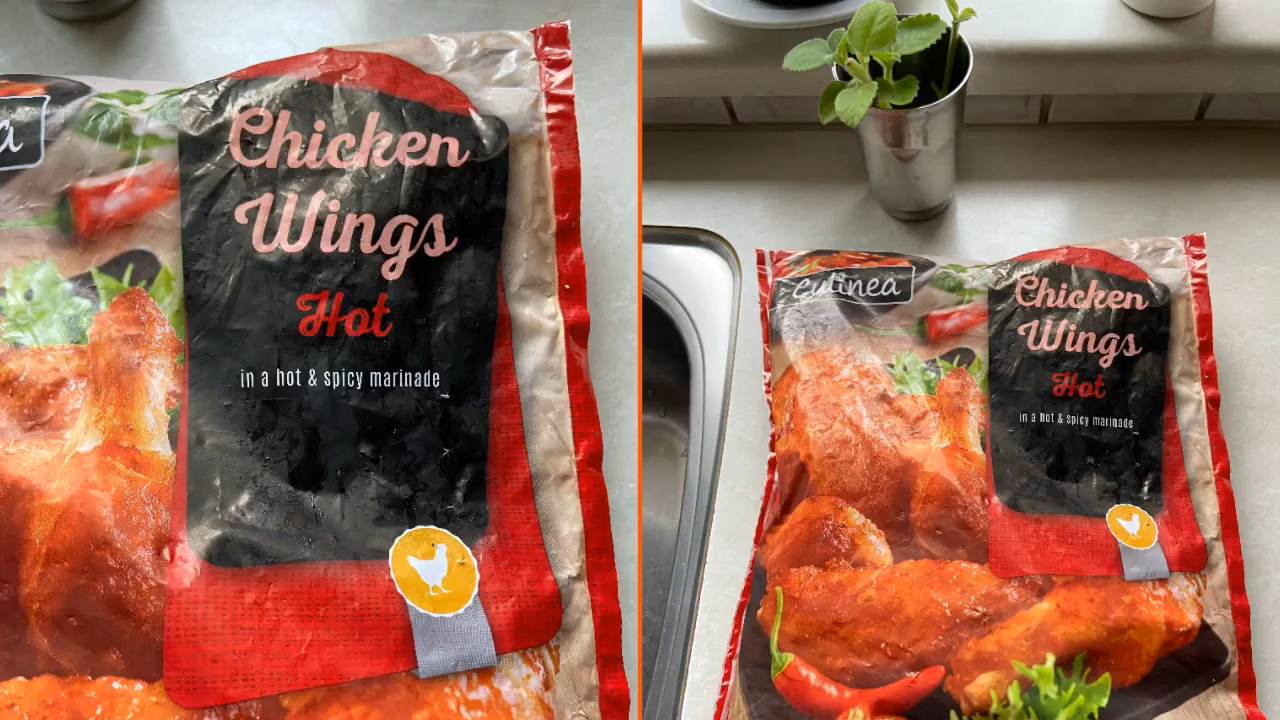 a
Chicken
Wings
Hot
in a hot & spicy marinade
culinea
Chicken
Wings
Hot
in a hot & spicy marinade